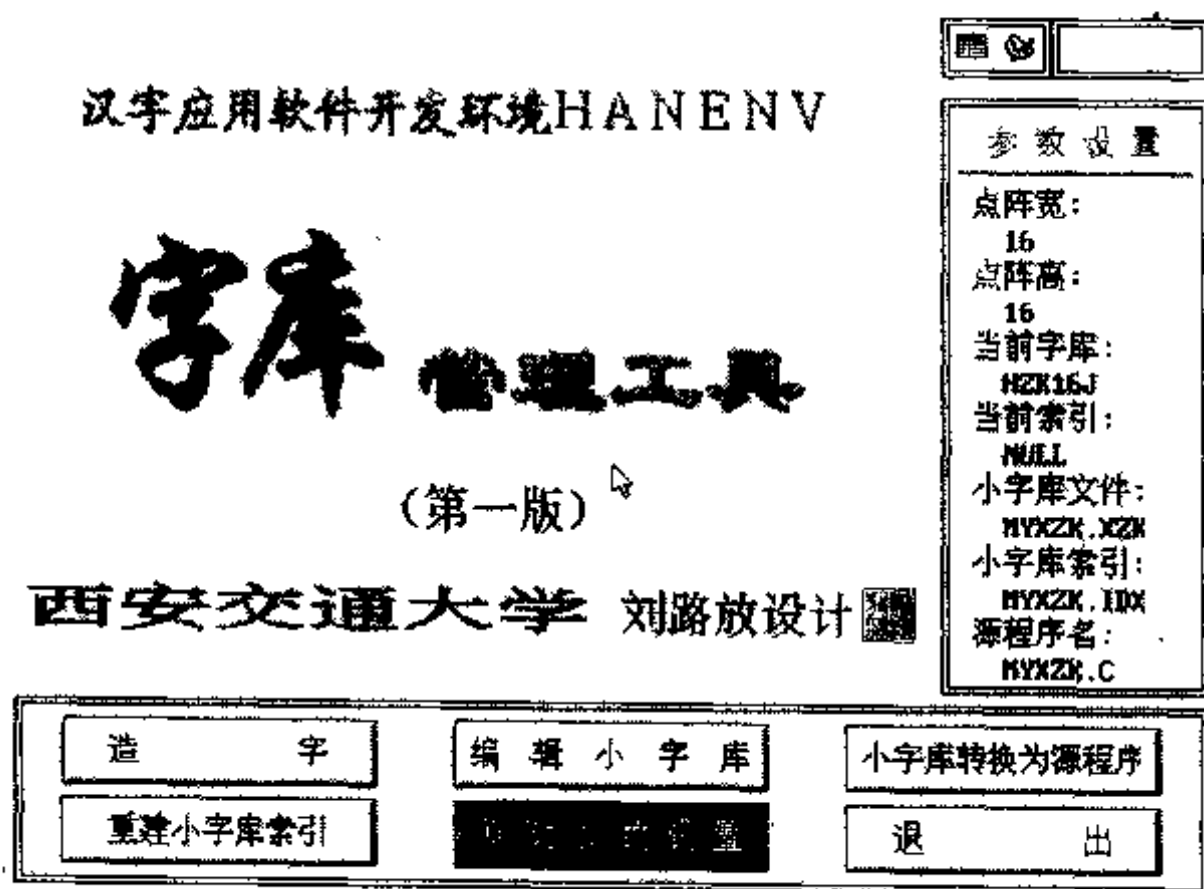 汉字应用软件开发环境HANENV
字库
管理工具
(第一版)
西安交通大学 刘路放设计
参数设置
点阵宽:
16
点阵高:
16
当前字库:
HZK16J
当前索引:
NULL
小字库文件:
MYXZK.XZK
小字库索引:
MYXZK.IDX
源程序名:
MYXZK.C
造字
编辑小字库
小字库转换为源程序
重建小字库索引
退出